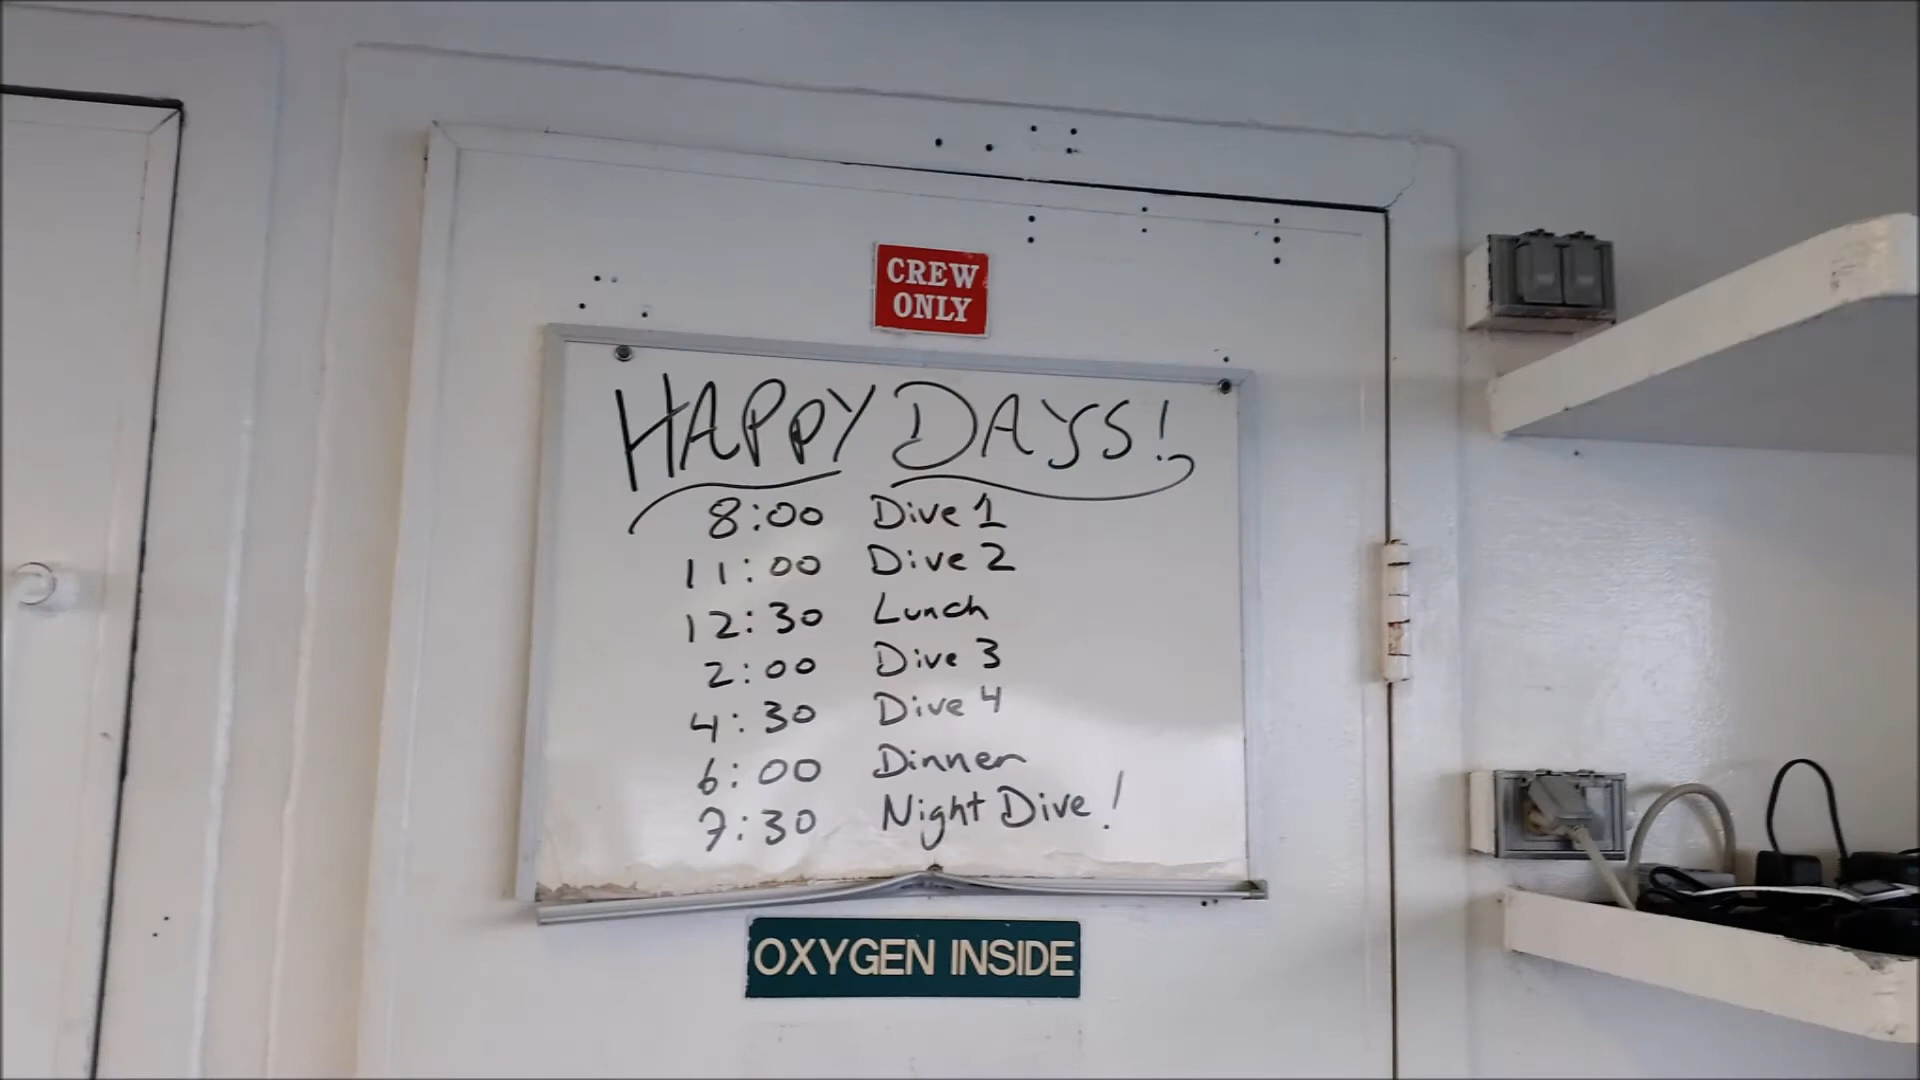 CREW
ONLY
HAPPY DAYS!
8:00 Dive 1
11:00 Dive 2
12:30 Lunch
2:00 Dive 3
4:30 Dive 4
6:00 Dinner
7:30 Night Dive!
OXYGEN INSIDE